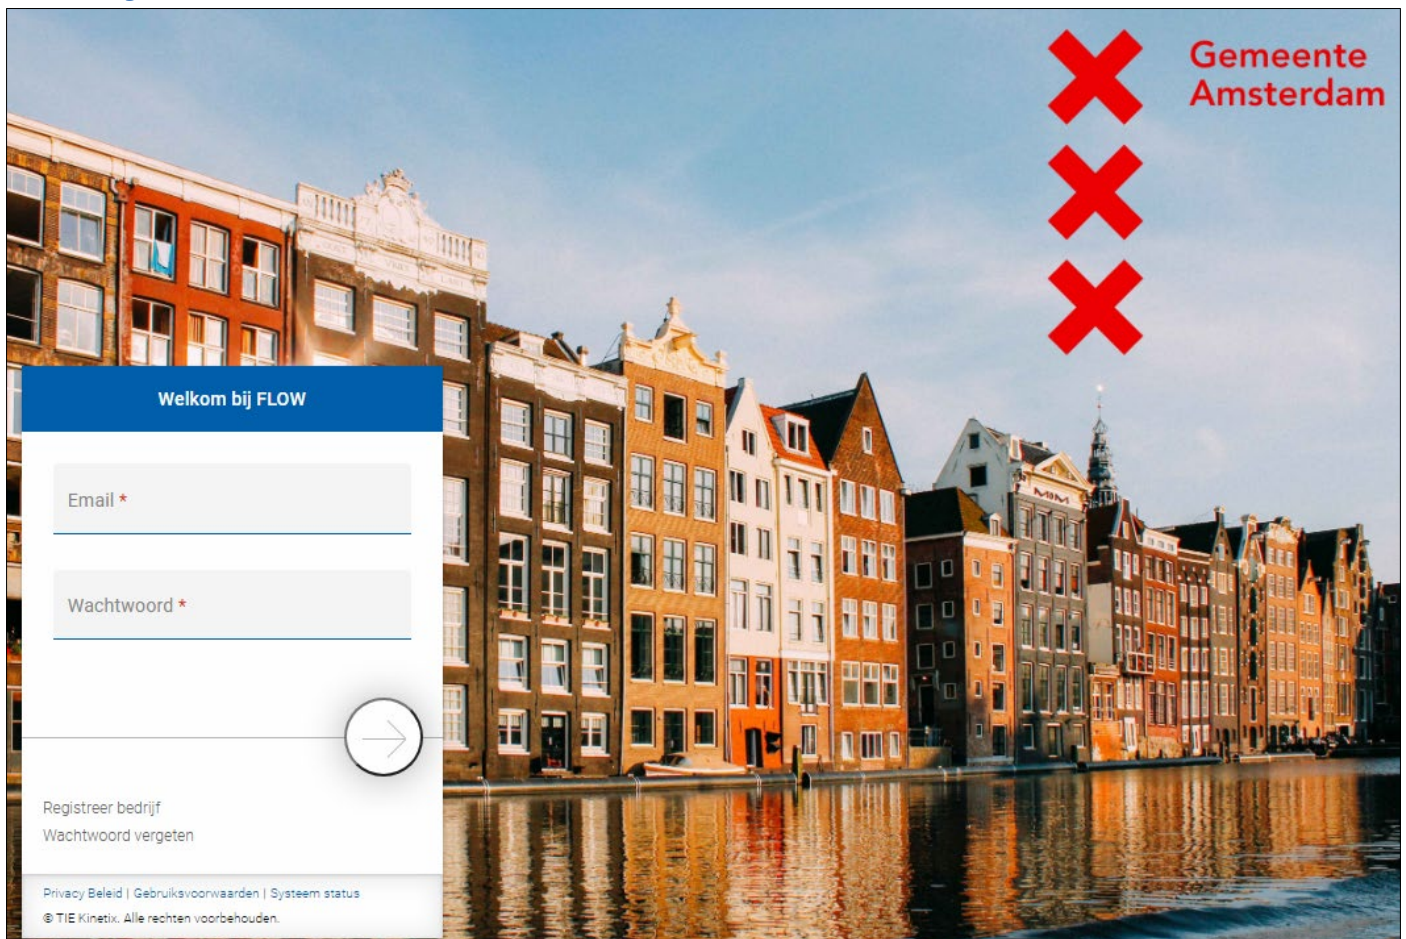 Gemeente
Amsterdam
Welkom bij FLOW
Email *
Wachtwoord *
Registreer bedrijf
Wachtwoord vergeten
Privacy Beleid | Gebruiksvoorwaarden | Systeem status
© TIE Kinetix. Alle rechten voorbehouden.